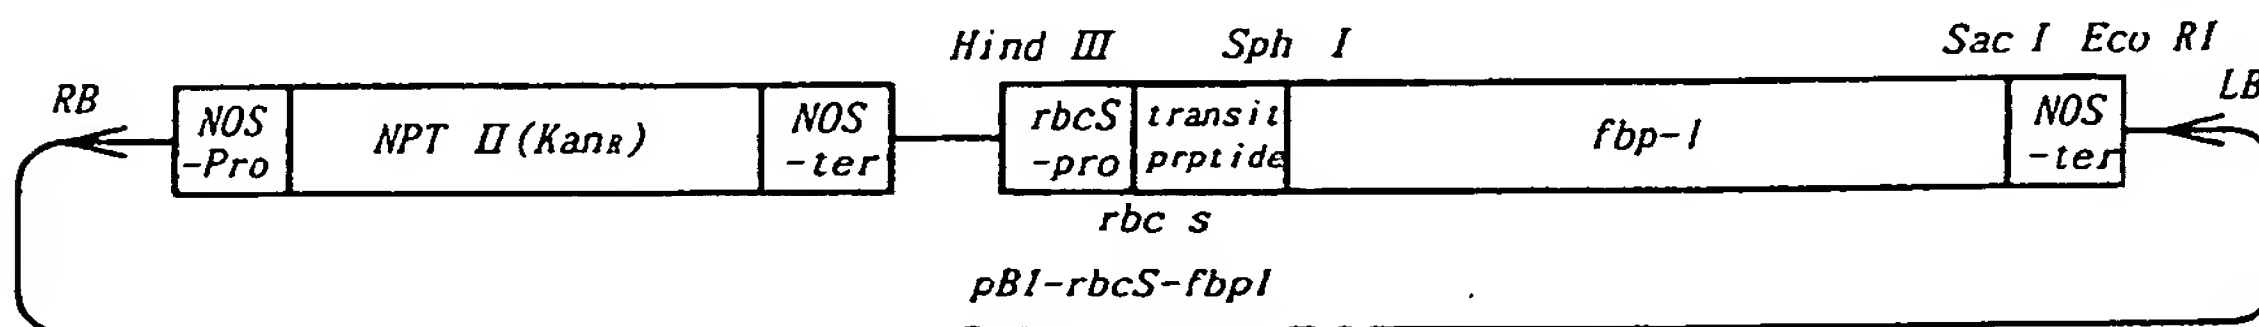 Hind III Sph I Sac I Eco RI
RB LB
NOS
-Pro
NPT II (KanR)
NOS
-ter
rbcS
-pro
transit
prptide
fbp-I
NOS
-ter
rbc s
pBI-rbcS-fbpI